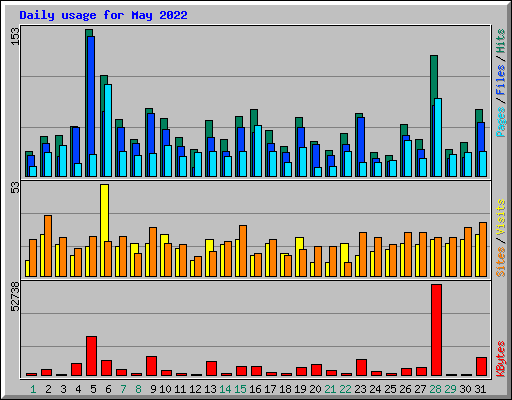 Daily usage for May 2022
153
Pages / Files / Hits
53
Sites / Visits
52738
KBytes
1 2 3 4 5 6 7 8 9 10 11 12 13 14 15 16 17 18 19 20 21 22 23 24 25 26 27 28 29 30 31